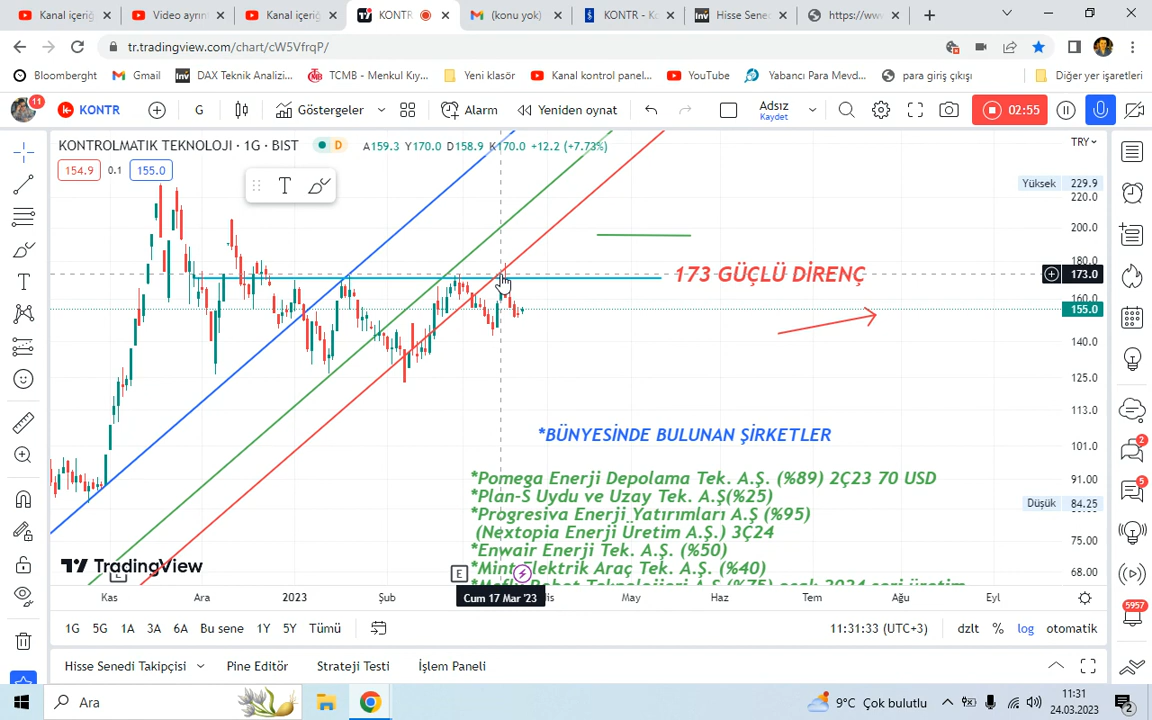 Kanal içeriğ
Video ayrın
Kanal içeriğ
KONTR
(konu yok)
KONTR - Ko
Hisse Sene
https://ww
tr.tradingview.com/chart/cW5VfrqP/
Bloomberght
Gmail
DAX Teknik Analizi...
TCMB - Menkul Kıy...
Yeni klasör
Kanal kontrol panel...
YouTube
Yabancı Para Mevd...
para giriş çıkışı
Diğer yer işaretleri
11
KONTR
G
Göstergeler
Alarm
Yeniden oynat
Adsız
Kaydet
02:55
KONTROLMATIK TEKNOLOJI · 1G · BIST
D
A159.3 Y170.0 D158.9 K170.0 +12.2 (+7.73%)
TRY
154.9 0.1 155.0
Yüksek 229.9
220.0
200.0
180.0
173 GÜÇLÜ DİRENÇ
173.0
160.0
155.0
140.0
125.0
113.0
*BÜNYESİNDE BULUNAN ŞİRKETLER
101.0
*Pomega Enerji Depolama Tek. A.Ş. (%89) 2Ç23 70 USD
91.00
*Plan-S Uydu ve Uzay Tek. A.Ş(%25)
Düşük 84.25
*Progresiva Enerji Yatırımları A.Ş (%95)
(Nextopia Enerji Üretim A.Ş.) 3Ç24
75.00
*Enwair Enerji Tek. A.Ş. (%50)
*Mint Elektrik Araç Tek. A.Ş. (%40)
68.00
TradingView
E
Kas
Ara
2023
Şub
Cum 17 Mar '23
May
Haz
Tem
Ağu
Eyl
1G 5G 1A 3A 6A Bu sene 1Y 5Y Tümü
11:31:33 (UTC+3)
dzlt % log otomatik
2
5
5957
Hisse Senedi Takipçisi
Pine Editör
Strateji Testi
İşlem Paneli
Ara
9°C Çok bulutlu
11:31
24.03.2023
2